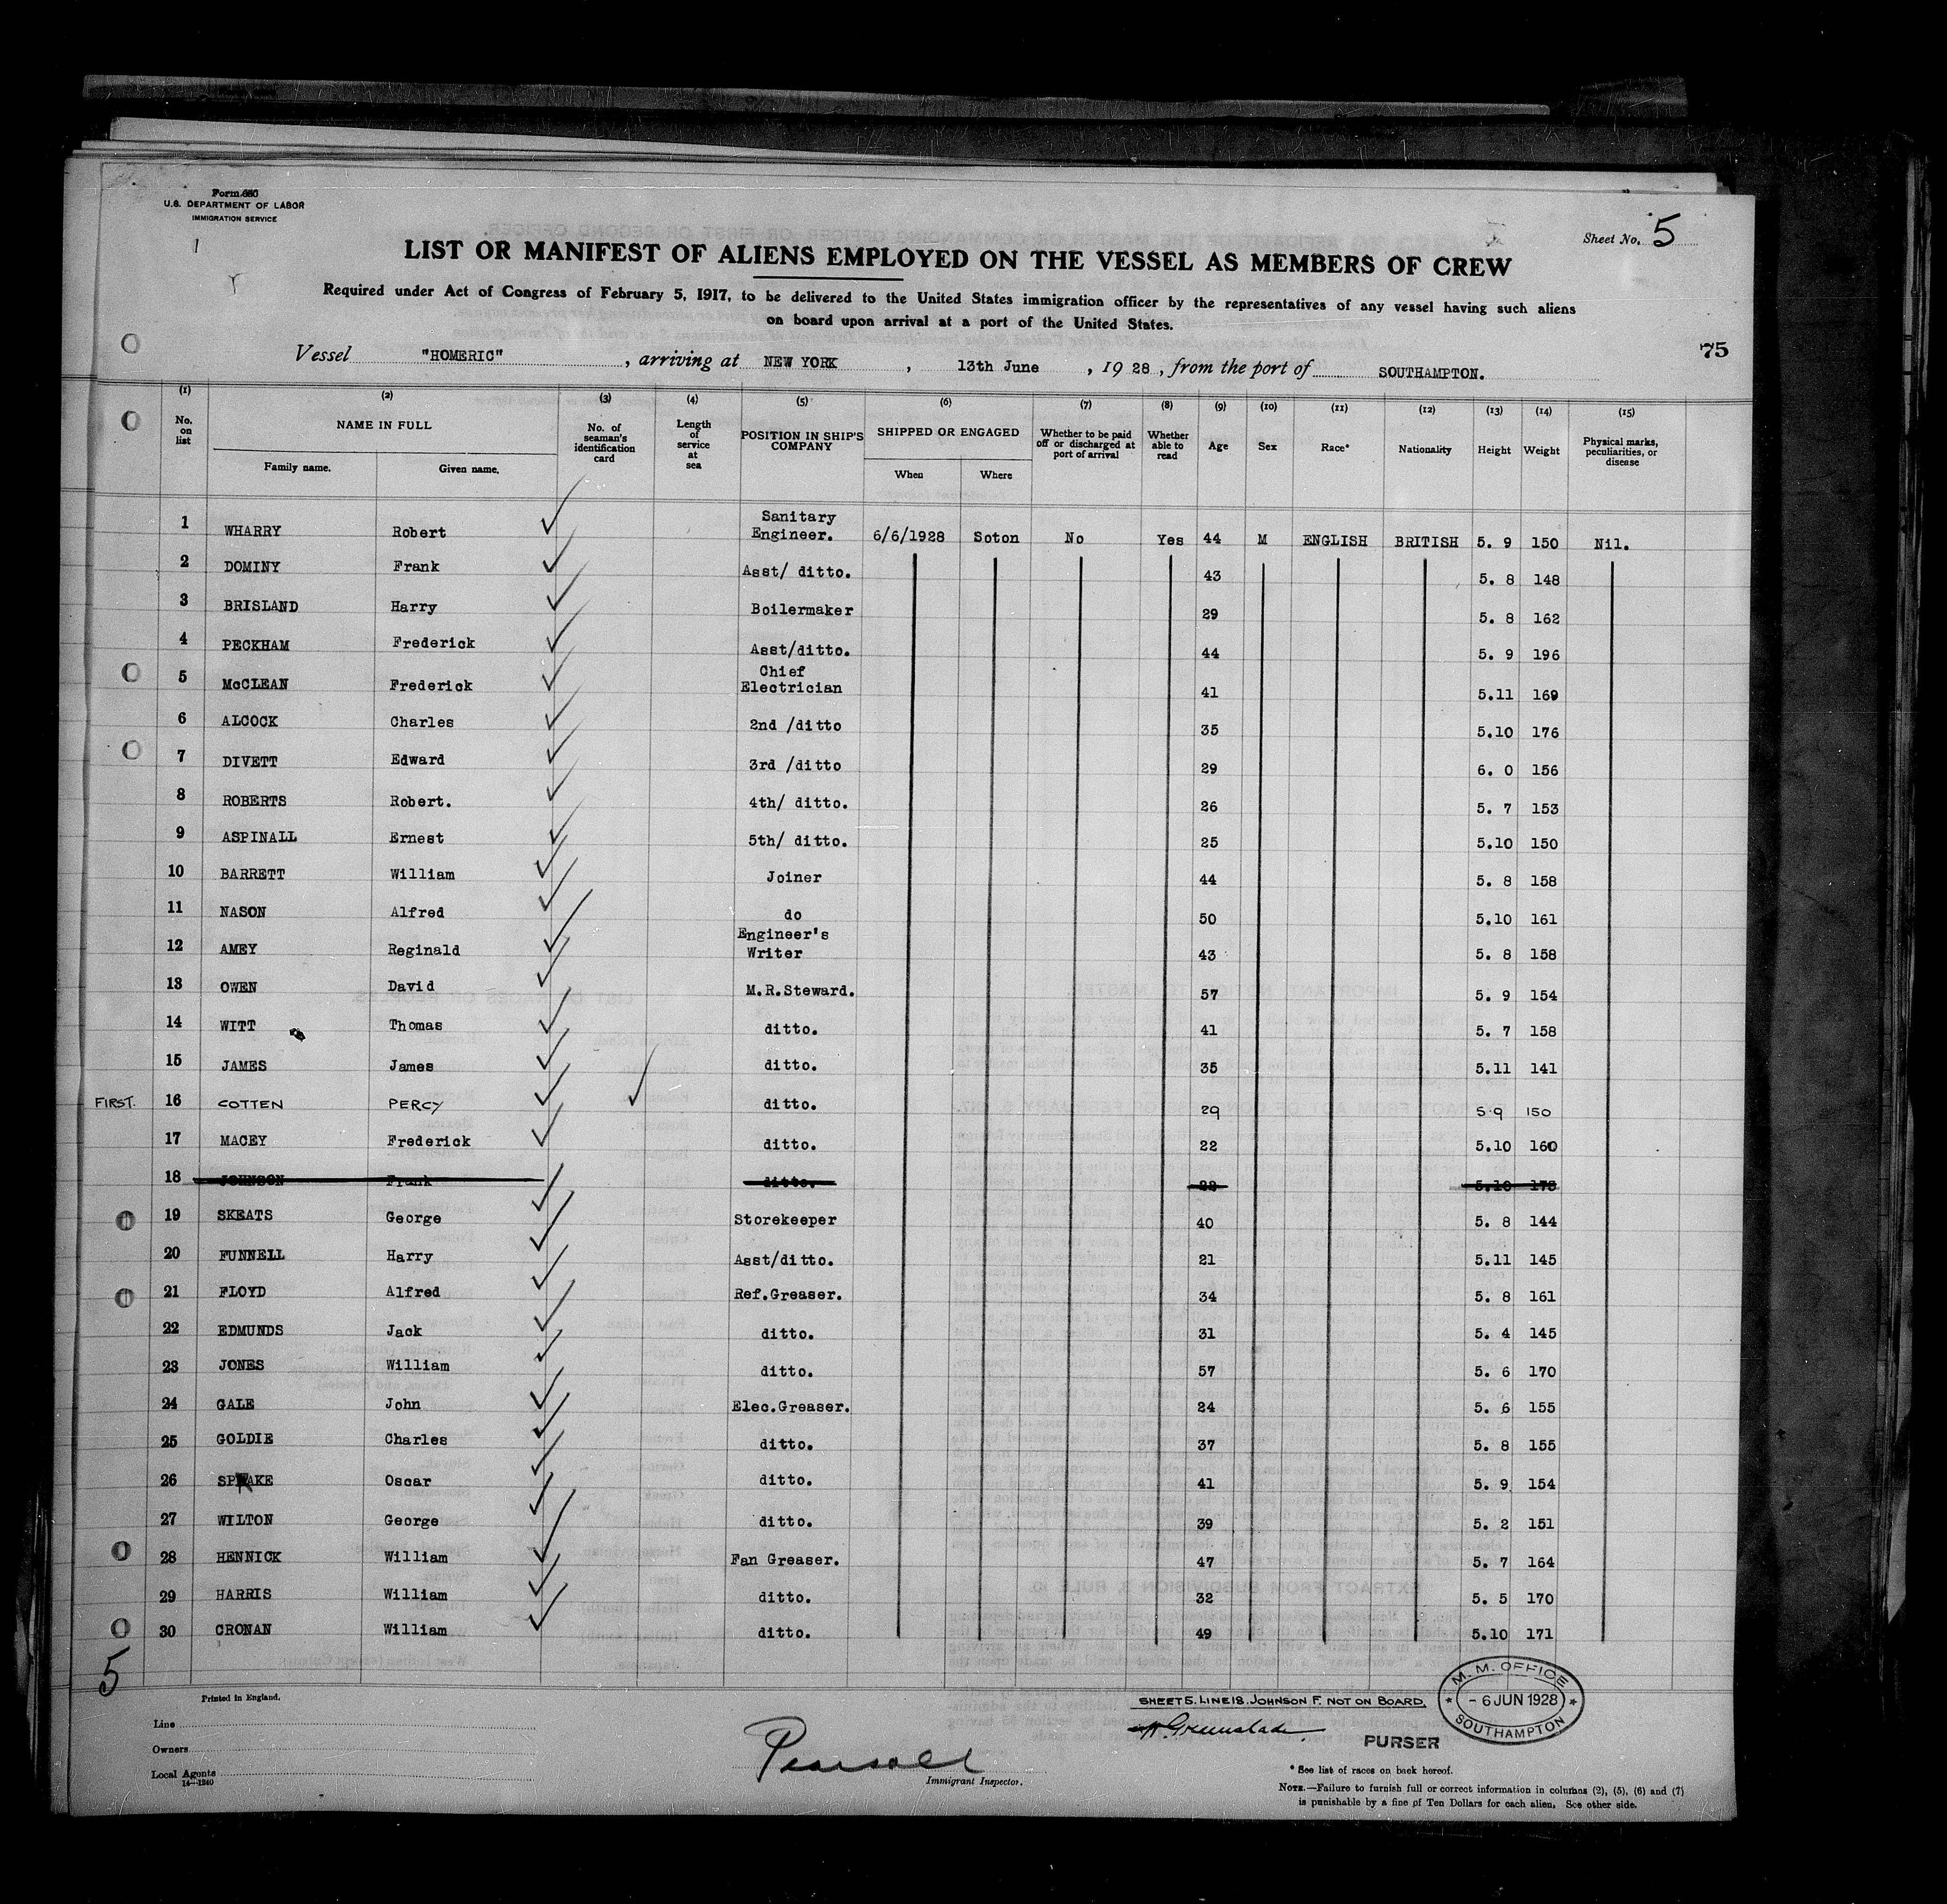 Form 680
U.S. DEPARTMENT OF LABOR
IMMIGRATION SERVICE
Sheet No. 5
LIST OR MANIFEST OF ALIENS EMPLOYED ON THE VESSEL AS MEMBERS OF CREW
Required under Act of Congress of February 5, 1917, to be delivered to the United States immigration officer by the representatives of any vessel having such aliens
on board upon arrival at a port of the United States.
75
Vessel "HOMERIC", arriving at NEW YORK, 13th June, 1928, from the port of SOUTHAMPTON.
(1) (2) (3) (4) (5) (6) (7) (8) (9) (10) (11) (12) (13) (14) (15)
No. on list NAME IN FULL Family name. Given name. No. of seaman's identification card Length of service at sea POSITION IN SHIP'S COMPANY SHIPPED OR ENGAGED When Where Whether to be paid off or discharged at port of arrival Whether able to read Age Sex Race* Nationality Height Weight Physical marks, peculiarities, or disease
1 WHARRY Robert Sanitary Engineer. 6/6/1928 Soton No Yes 44 M ENGLISH BRITISH 5. 9 150 Nil.
2 DOMINY Frank Asst/ ditto. 43 5. 8 148
3 BRISLAND Harry Boilermaker 29 5. 8 162
4 PECKHAM Frederick Asst/ditto. 44 5. 9 196
5 McCLEAN Frederick Chief Electrician 41 5.11 169
6 ALCOCK Charles 2nd /ditto 35 5.10 176
7 DIVETT Edward 3rd /ditto 29 6. 0 156
8 ROBERTS Robert. 4th/ ditto. 26 5. 7 153
9 ASPINALL Ernest 5th/ ditto. 25 5.10 150
10 BARRETT William Joiner 44 5. 8 158
11 NASON Alfred do 50 5.10 161
12 AMEY Reginald Engineer's Writer 43 5. 8 158
13 OWEN David M.R.Steward. 57 5. 9 154
14 WITT Thomas ditto. 41 5. 7 158
15 JAMES James ditto. 35 5.11 141
FIRST. 16 COTTEN PERCY ditto. 29 5.9 150
17 MACEY Frederick ditto. 22 5.10 160
18 JOHNSON Frank ditto. 5.10
19 SKEATS George Storekeeper 40 5. 8 144
20 FUNNELL Harry Asst/ditto. 21 5.11 145
21 FLOYD Alfred Ref.Greaser. 34 5. 8 161
22 EDMUNDS Jack ditto. 31 5. 4 145
23 JONES William ditto. 57 5. 6 170
24 GALE John Elec.Greaser. 24 5. 6 155
25 GOLDIE Charles ditto. 37 5. 8 155
26 SPRAKE Oscar ditto. 41 5. 9 154
27 WILTON George ditto. 39 5. 2 151
28 HENNICK William Fan Greaser. 47 5. 7 164
29 HARRIS William ditto. 32 5. 5 170
30 CRONAN William ditto. 49 5.10 171
5
Printed in England.
SHEET 5. LINE 18. JOHNSON F. NOT ON BOARD.
M. M. OFFICE
- 6 JUN 1928
SOUTHAMPTON
Line
Greenslade
Owners
PURSER
Local Agents
14—1240
Pearsall
Immigrant Inspector.
* See list of races on back hereof.
NOTE.—Failure to furnish full or correct information in columns (2), (5), (6) and (7)
is punishable by a fine of Ten Dollars for each alien. See other side.